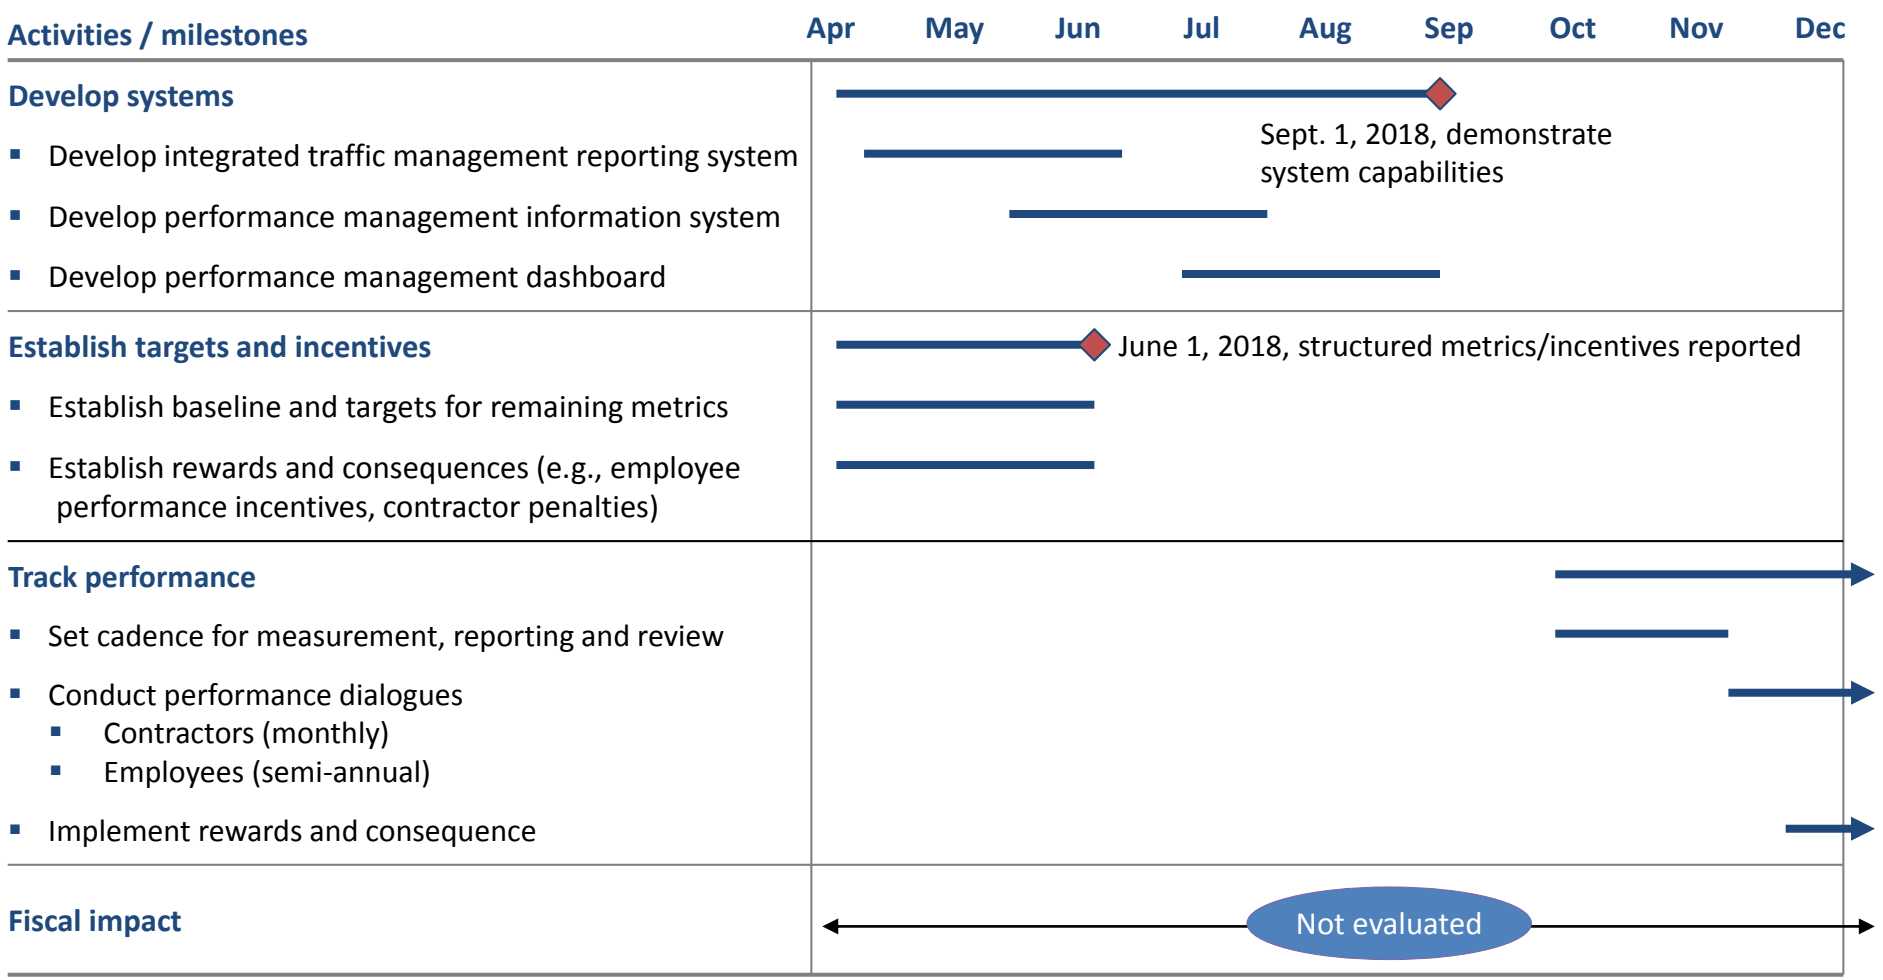 Activities / milestones
Apr May Jun Jul Aug Sep Oct Nov Dec
Develop systems
Sept. 1, 2018, demonstrate
system capabilities
▪ Develop integrated traffic management reporting system
▪ Develop performance management information system
▪ Develop performance management dashboard
Establish targets and incentives
June 1, 2018, structured metrics/incentives reported
▪ Establish baseline and targets for remaining metrics
▪ Establish rewards and consequences (e.g., employee
performance incentives, contractor penalties)
Track performance
▪ Set cadence for measurement, reporting and review
▪ Conduct performance dialogues
▪ Contractors (monthly)
▪ Employees (semi-annual)
▪ Implement rewards and consequence
Fiscal impact
Not evaluated